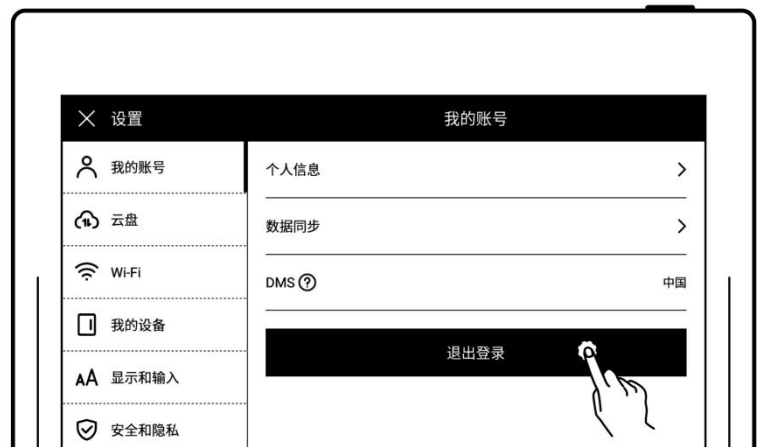 设置
我的账号
我的账号
云盘
Wi-Fi
我的设备
显示和输入
安全和隐私
个人信息
数据同步
DMS 中国
退出登录